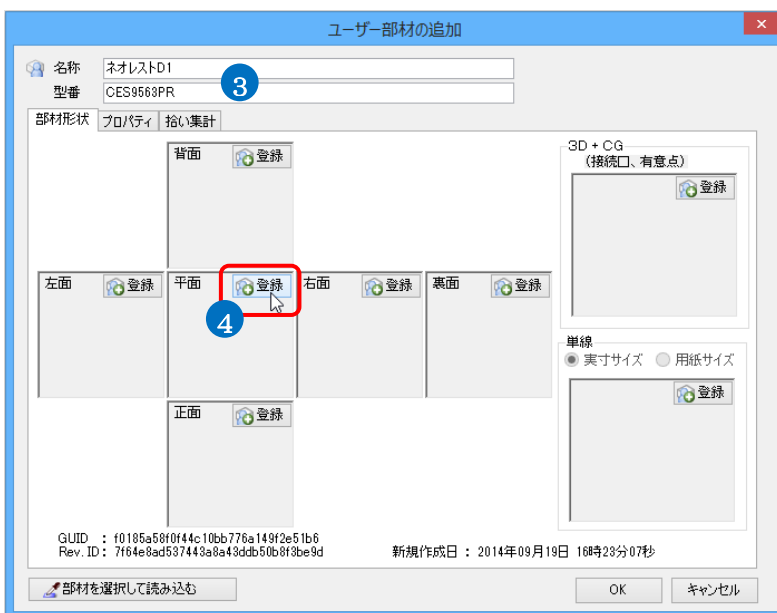 ユーザー部材の追加
×
名称 ネオレストD1
型番 CES9563PR
3
部材形状 プロパティ 拾い集計
背面 登録
3D + CG
(接続口、有意点)
登録
左面 登録 平面 登録 右面 登録 裏面 登録
4
単線
実寸サイズ 用紙サイズ
登録
正面 登録
GUID : f0185a58f0f44c10bb776a149f2e51b6
Rev.ID : 7f64e8ad537443a8a43ddb50b8f3be9d 新規作成日 : 2014年09月19日 16時23分07秒
部材を選択して読み込む OK キャンセル